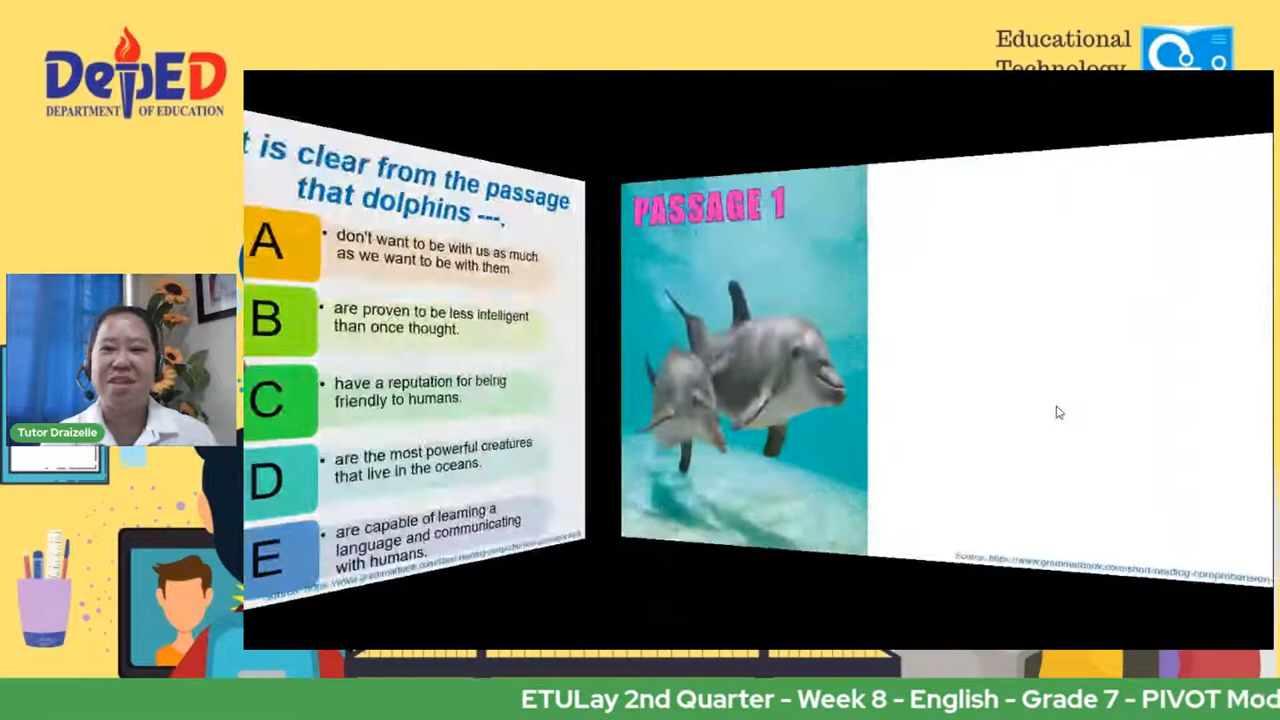 DepED
DEPARTMENT OF EDUCATION
Educational
Technology
is clear from the passage
that dolphins ---.
A
• don't want to be with us as much
as we want to be with them.
B
• are proven to be less intelligent
than once thought.
C
• have a reputation for being
friendly to humans.
D
• are the most powerful creatures
that live in the oceans.
E
• are capable of learning a
language and communicating
with humans.
PASSAGE 1
Tutor Draizelle
ETULay 2nd Quarter - Week 8 - English - Grade 7 - PIVOT Mod